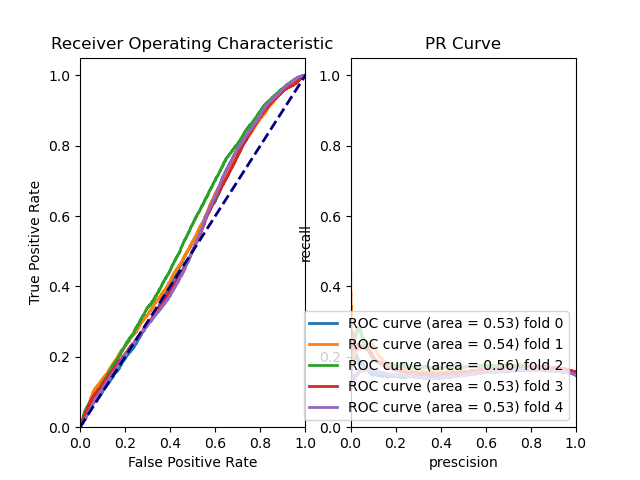 Receiver Operating Characteristic
PR Curve
1.0
0.8
0.6
0.4
0.2
0.0
True Positive Rate
0.0 0.2 0.4 0.6 0.8 1.0
False Positive Rate
1.0
0.8
0.6
0.4
0.2
0.0
recall
0.0 0.2 0.4 0.6 0.8 1.0
prescision
ROC curve (area = 0.53) fold 0
ROC curve (area = 0.54) fold 1
ROC curve (area = 0.56) fold 2
ROC curve (area = 0.53) fold 3
ROC curve (area = 0.53) fold 4